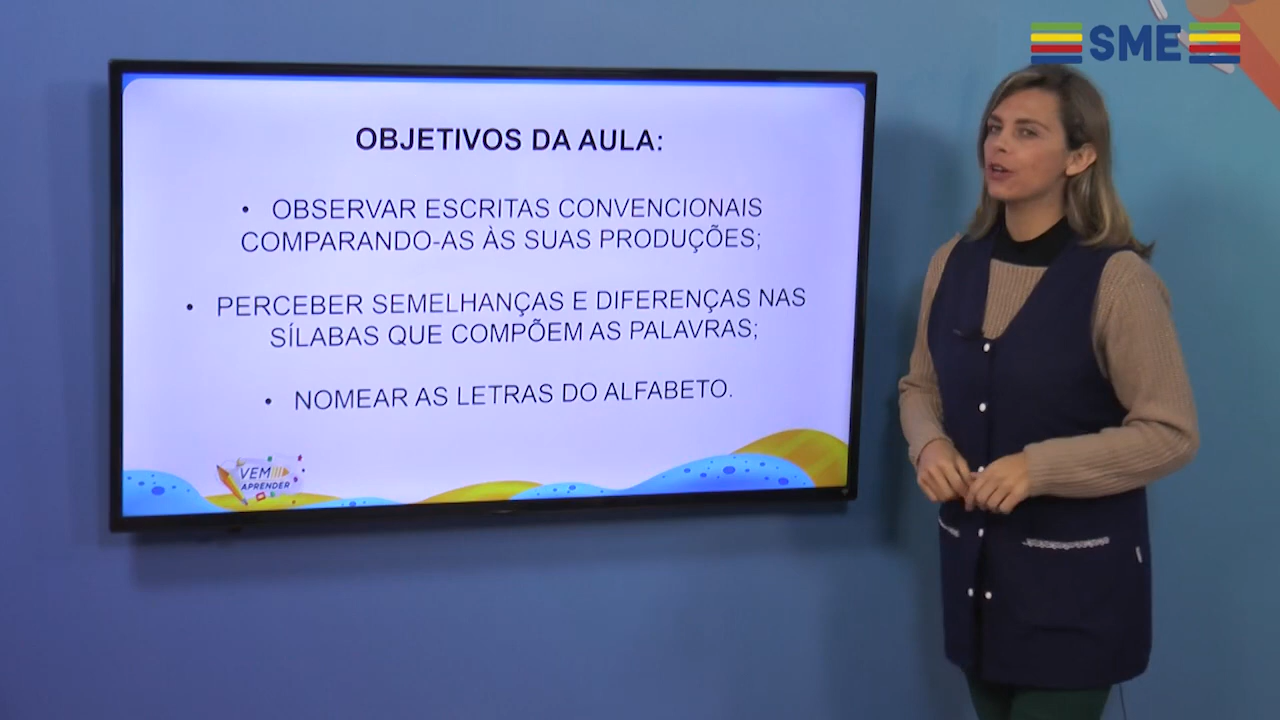 SME
OBJETIVOS DA AULA:
• OBSERVAR ESCRITAS CONVENCIONAIS
COMPARANDO-AS ÀS SUAS PRODUÇÕES;
• PERCEBER SEMELHANÇAS E DIFERENÇAS NAS
SÍLABAS QUE COMPÕEM AS PALAVRAS;
• NOMEAR AS LETRAS DO ALFABETO.
VEM
APRENDER